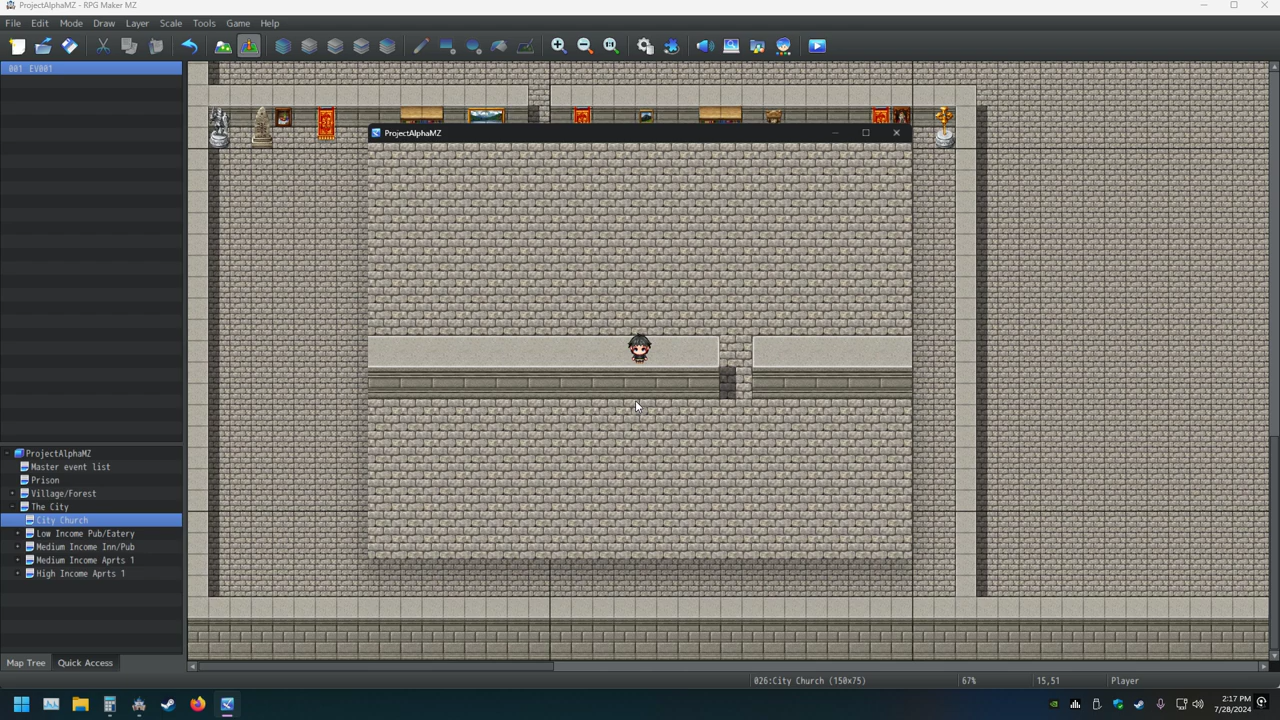 ProjectAlphaMZ - RPG Maker MZ
File Edit Mode Draw Layer Scale Tools Game Help
001 EV001
ProjectAlphaMZ
ProjectAlphaMZ
Master event list
Prison
Village/Forest
The City
City Church
Low Income Pub/Eatery
Medium Income Inn/Pub
Medium Income Aprts 1
High Income Aprts 1
Map Tree Quick Access
026:City Church (150x75) 67% 15,51 Player
2:17 PM
7/28/2024